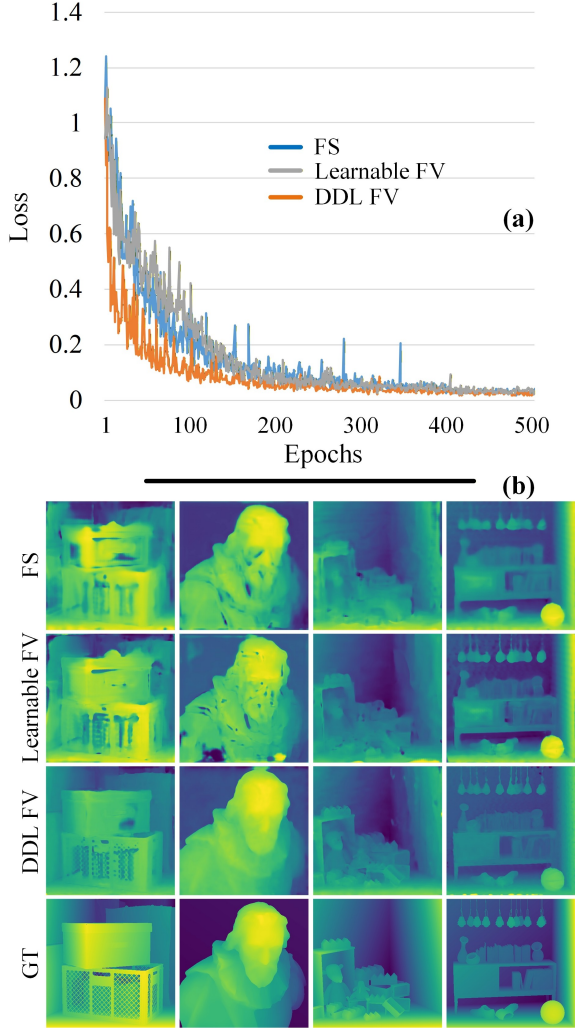 1.4
1.2
1
0.8
0.6
0.4
0.2
0
Loss
FS
Learnable FV
DDL FV
(a)
1 100 200 300 400 500
Epochs
(b)
FS
Learnable FV
DDL FV
GT